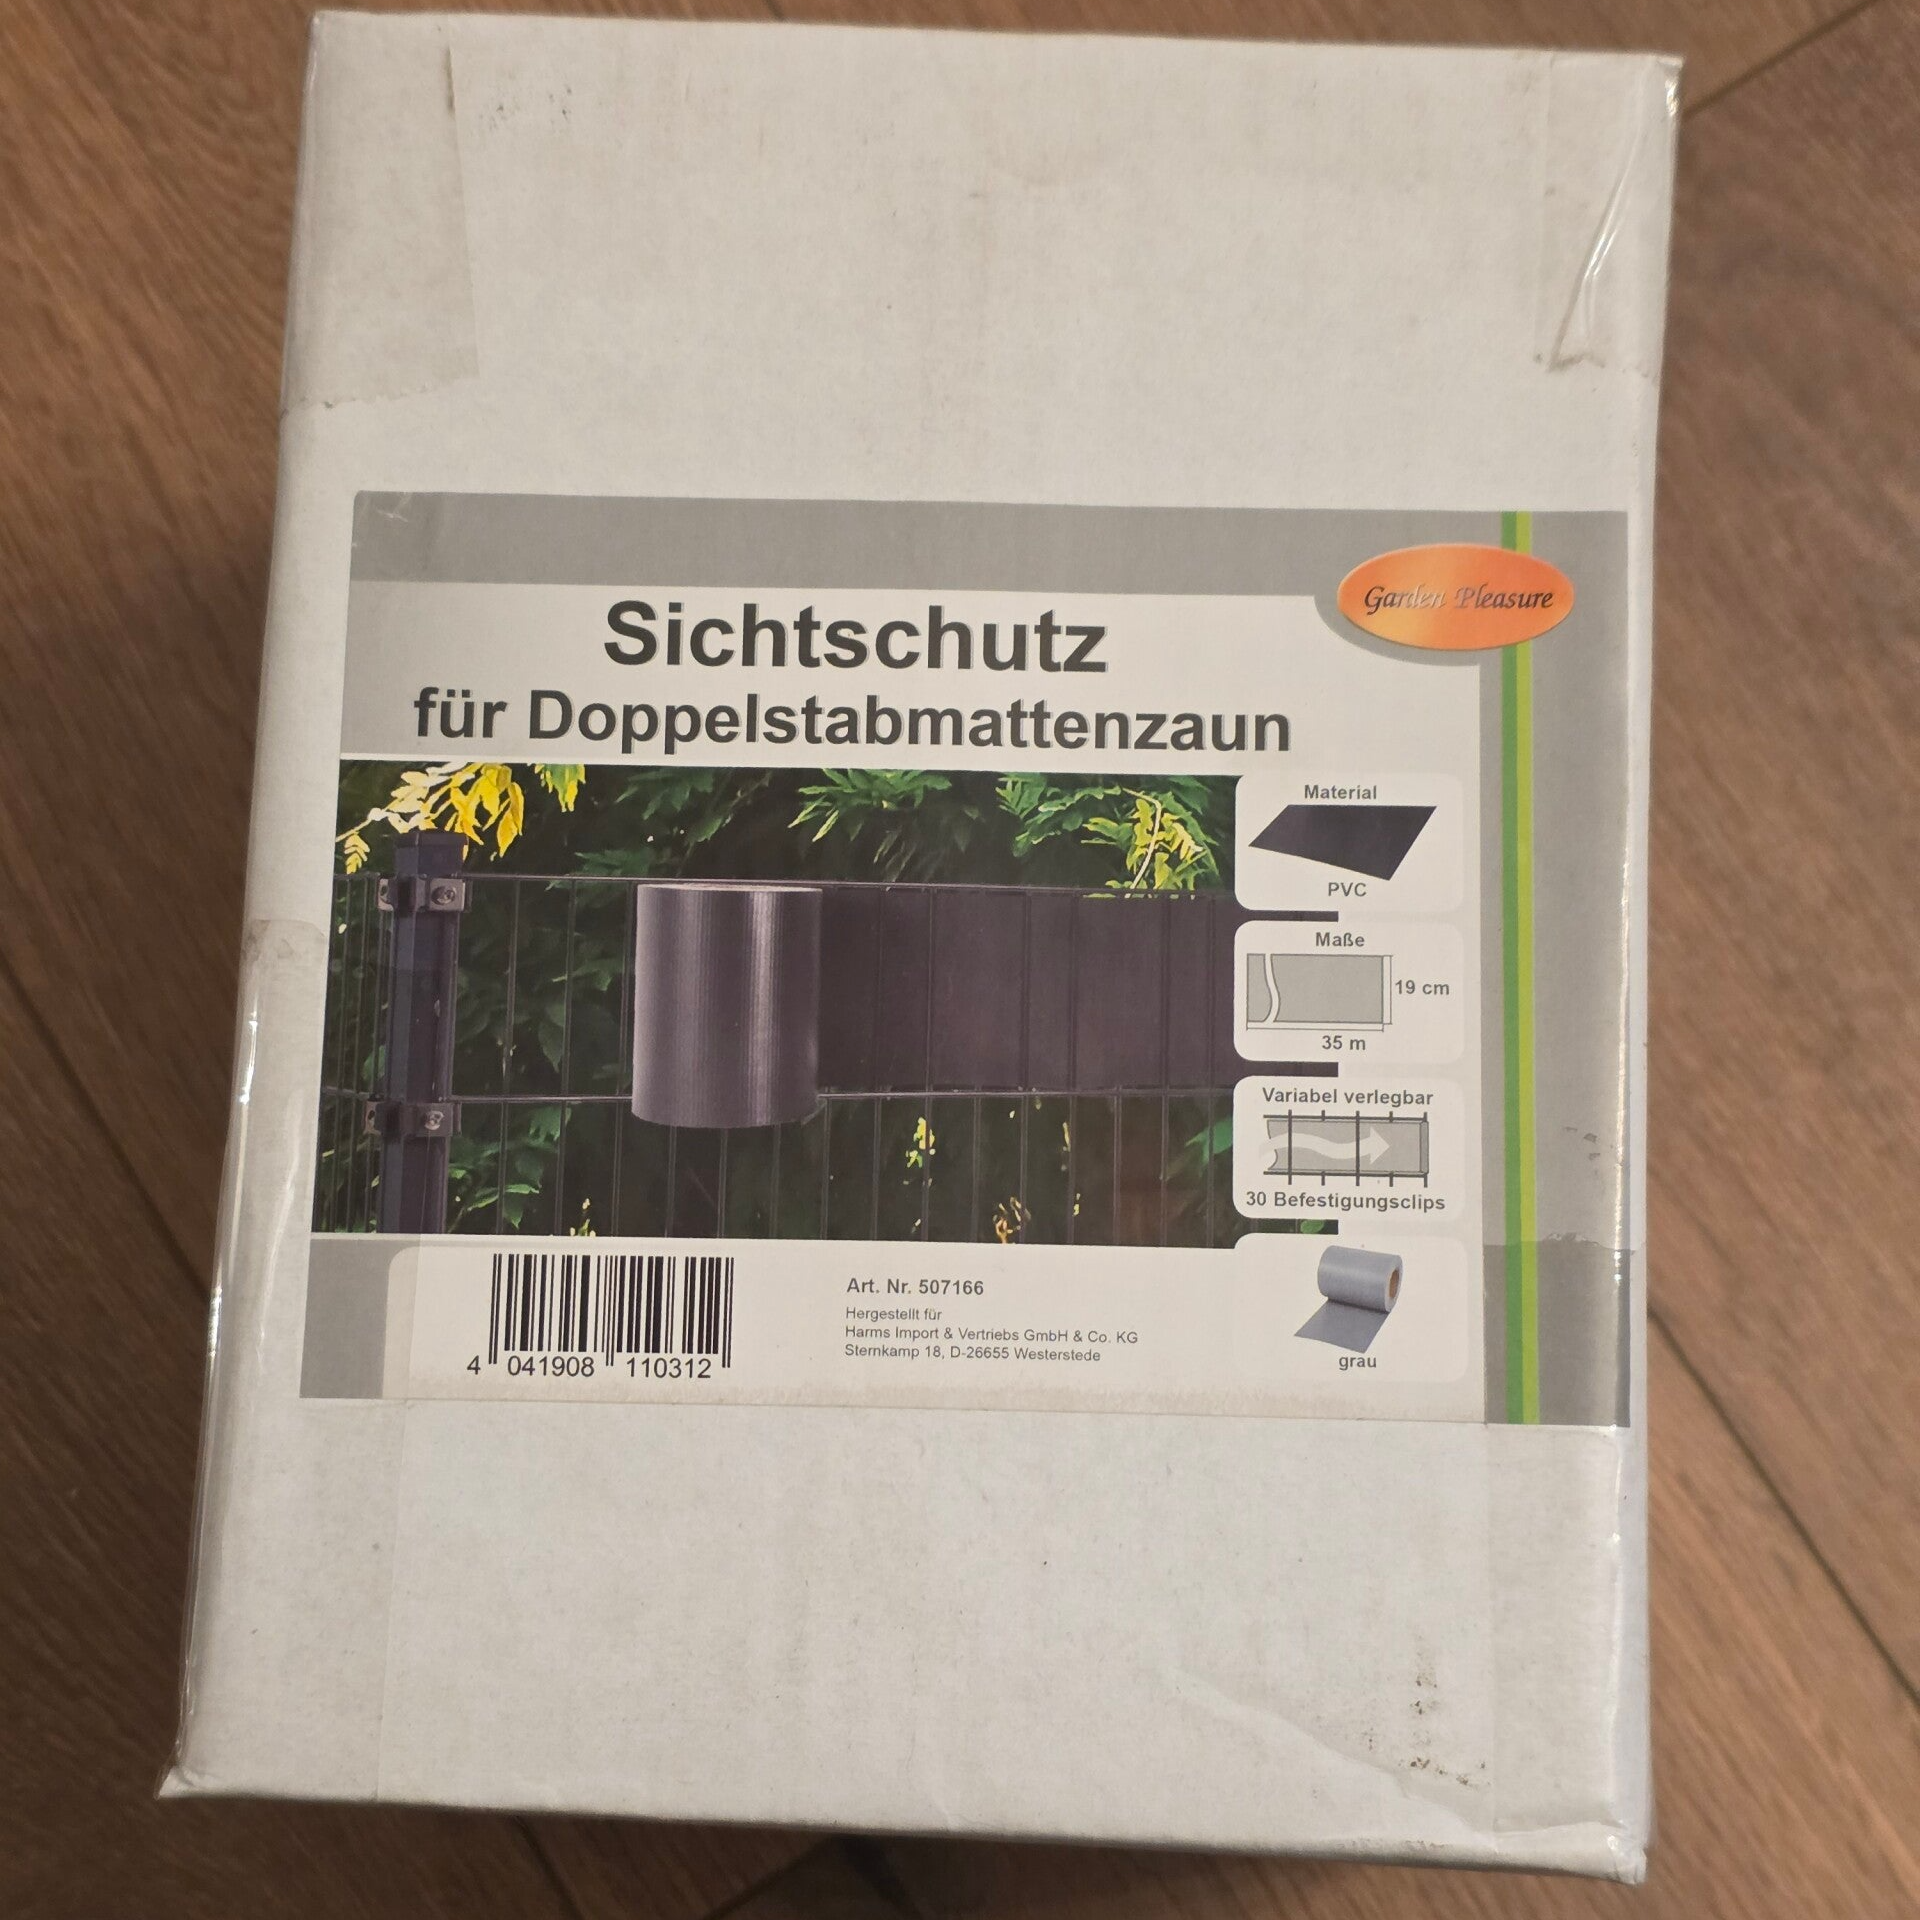 Garden Pleasure
Sichtschutz
für Doppelstabmattenzaun
Material
PVC
Maße
19 cm
35 m
Variabel verlegbar
30 Befestigungsclips
grau
Art. Nr. 507166
Hergestellt für
Harms Import & Vertriebs GmbH & Co. KG
Sternkamp 18, D-26655 Westerstede
4 041908 110312